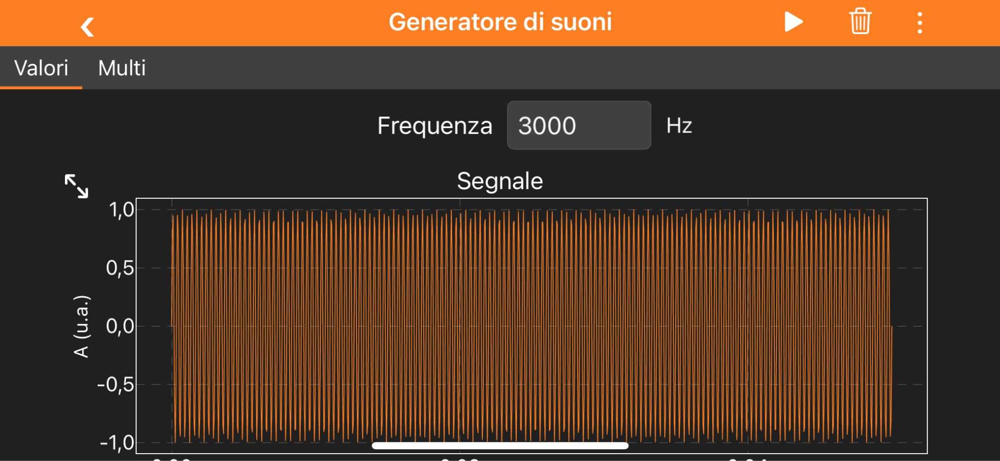 Generatore di suoni
Valori Multi
Frequenza 3000 Hz
Segnale
1,0
0,5
0,0
-0,5
-1,0
A (u.a.)